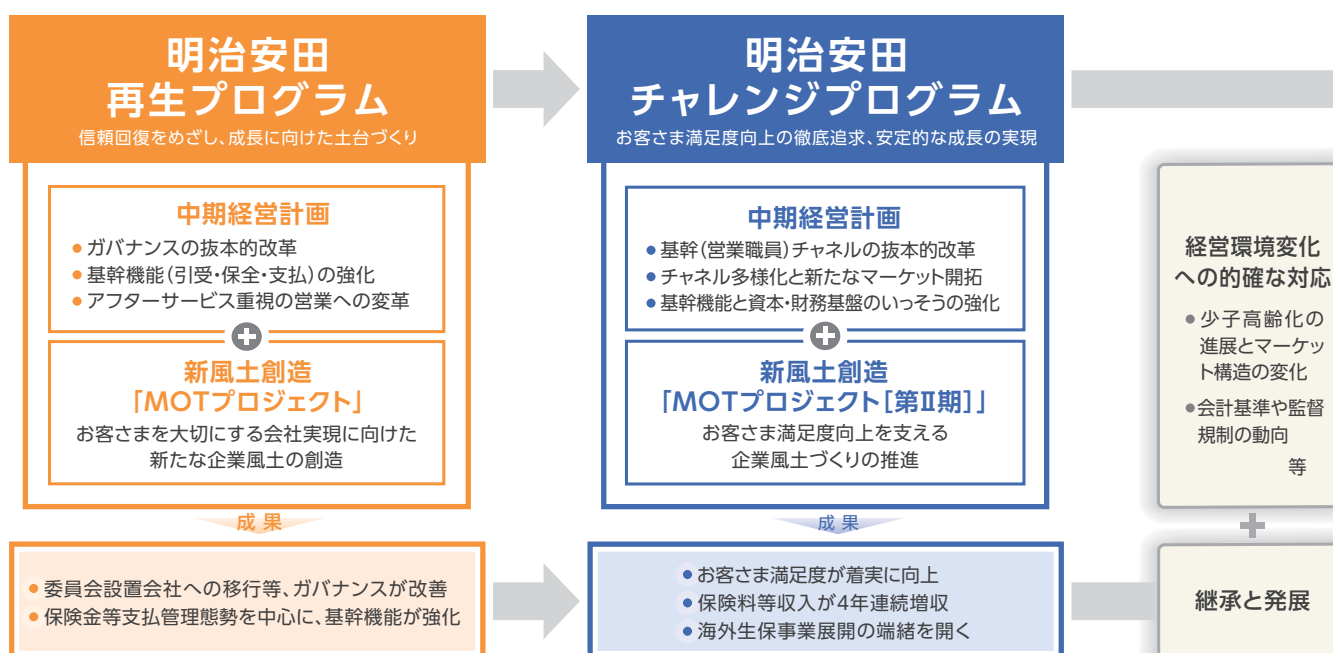 明治安田
再生プログラム
信頼回復をめざし、成長に向けた土台づくり
中期経営計画
●ガバナンスの抜本的改革
●基幹機能(引受・保全・支払)の強化
●アフターサービス重視の営業への変革
新風土創造
「MOTプロジェクト」
お客さまを大切にする会社実現に向けた
新たな企業風土の創造
成果
●委員会設置会社への移行等、ガバナンスが改善
●保険金等支払管理態勢を中心に、基幹機能が強化
明治安田
チャレンジプログラム
お客さま満足度向上の徹底追求、安定的な成長の実現
中期経営計画
●基幹(営業職員)チャネルの抜本的改革
●チャネル多様化と新たなマーケット開拓
●基幹機能と資本・財務基盤のいっそうの強化
新風土創造
「MOTプロジェクト[第Ⅱ期]」
お客さま満足度向上を支える
企業風土づくりの推進
成果
●お客さま満足度が着実に向上
●保険料等収入が4年連続増収
●海外生保事業展開の端緒を開く
経営環境変化
への的確な対応
●少子高齢化の
進展とマーケッ
ト構造の変化
●会計基準や監督
規制の動向
等
継承と発展